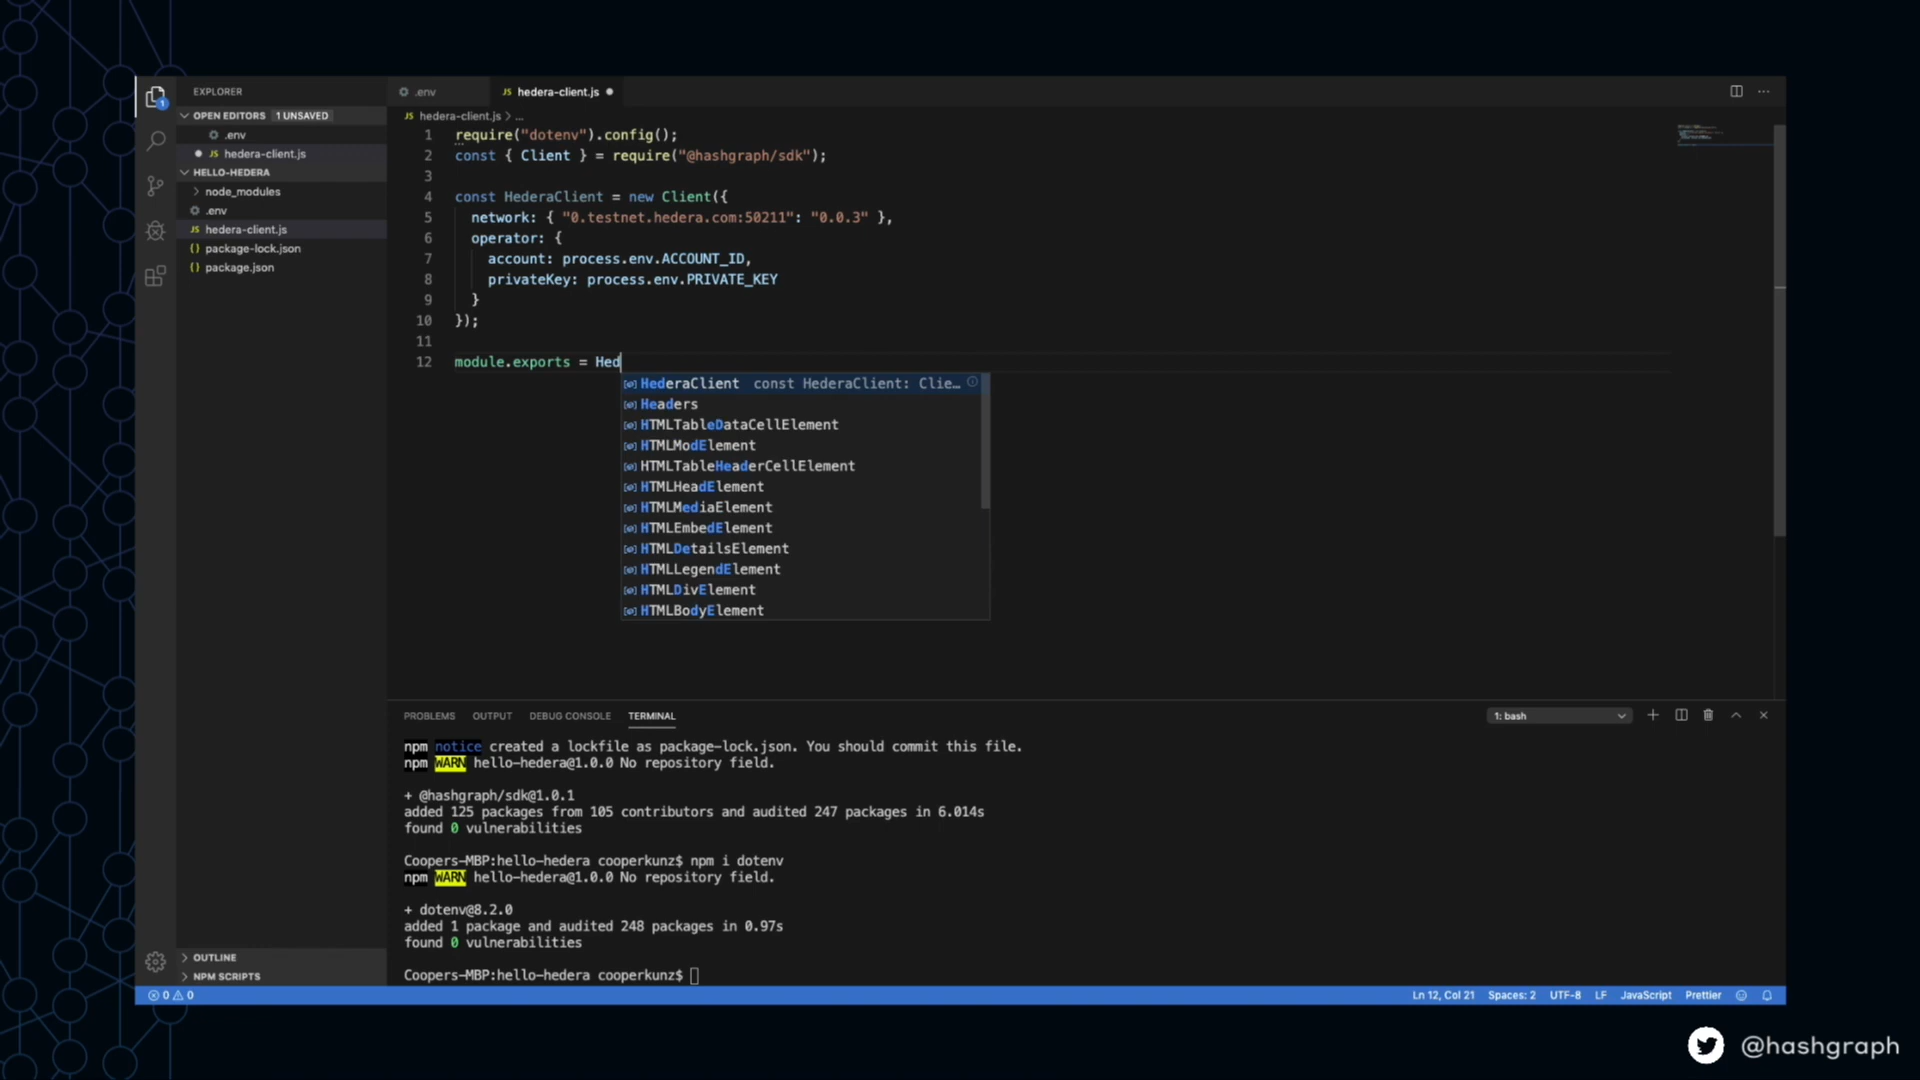 EXPLORER
OPEN EDITORS 1 UNSAVED
.env
JS hedera-client.js
HELLO-HEDERA
node_modules
.env
JS hedera-client.js
{} package-lock.json
{} package.json
OUTLINE
NPM SCRIPTS
.env
JS hedera-client.js
JS hedera-client.js > ...
1 require("dotenv").config();
2 const { Client } = require("@hashgraph/sdk");
3
4 const HederaClient = new Client({
5 network: { "0.testnet.hedera.com:50211": "0.0.3" },
6 operator: {
7 account: process.env.ACCOUNT_ID,
8 privateKey: process.env.PRIVATE_KEY
9 }
10 });
11
12 module.exports = Hed
HederaClient const HederaClient: Clie…
Headers
HTMLTableDataCellElement
HTMLModElement
HTMLTableHeaderCellElement
HTMLHeadElement
HTMLMediaElement
HTMLEmbedElement
HTMLDetailsElement
HTMLLegendElement
HTMLDivElement
HTMLBodyElement
PROBLEMS OUTPUT DEBUG CONSOLE TERMINAL 1: bash
npm notice created a lockfile as package-lock.json. You should commit this file.
npm WARN hello-hedera@1.0.0 No repository field.
+ @hashgraph/sdk@1.0.1
added 125 packages from 105 contributors and audited 247 packages in 6.014s
found 0 vulnerabilities
Coopers-MBP:hello-hedera cooperkunz$ npm i dotenv
npm WARN hello-hedera@1.0.0 No repository field.
+ dotenv@8.2.0
added 1 package and audited 248 packages in 0.97s
found 0 vulnerabilities
Coopers-MBP:hello-hedera cooperkunz$
0 0 Ln 12, Col 21 Spaces: 2 UTF-8 LF JavaScript Prettier
@hashgraph